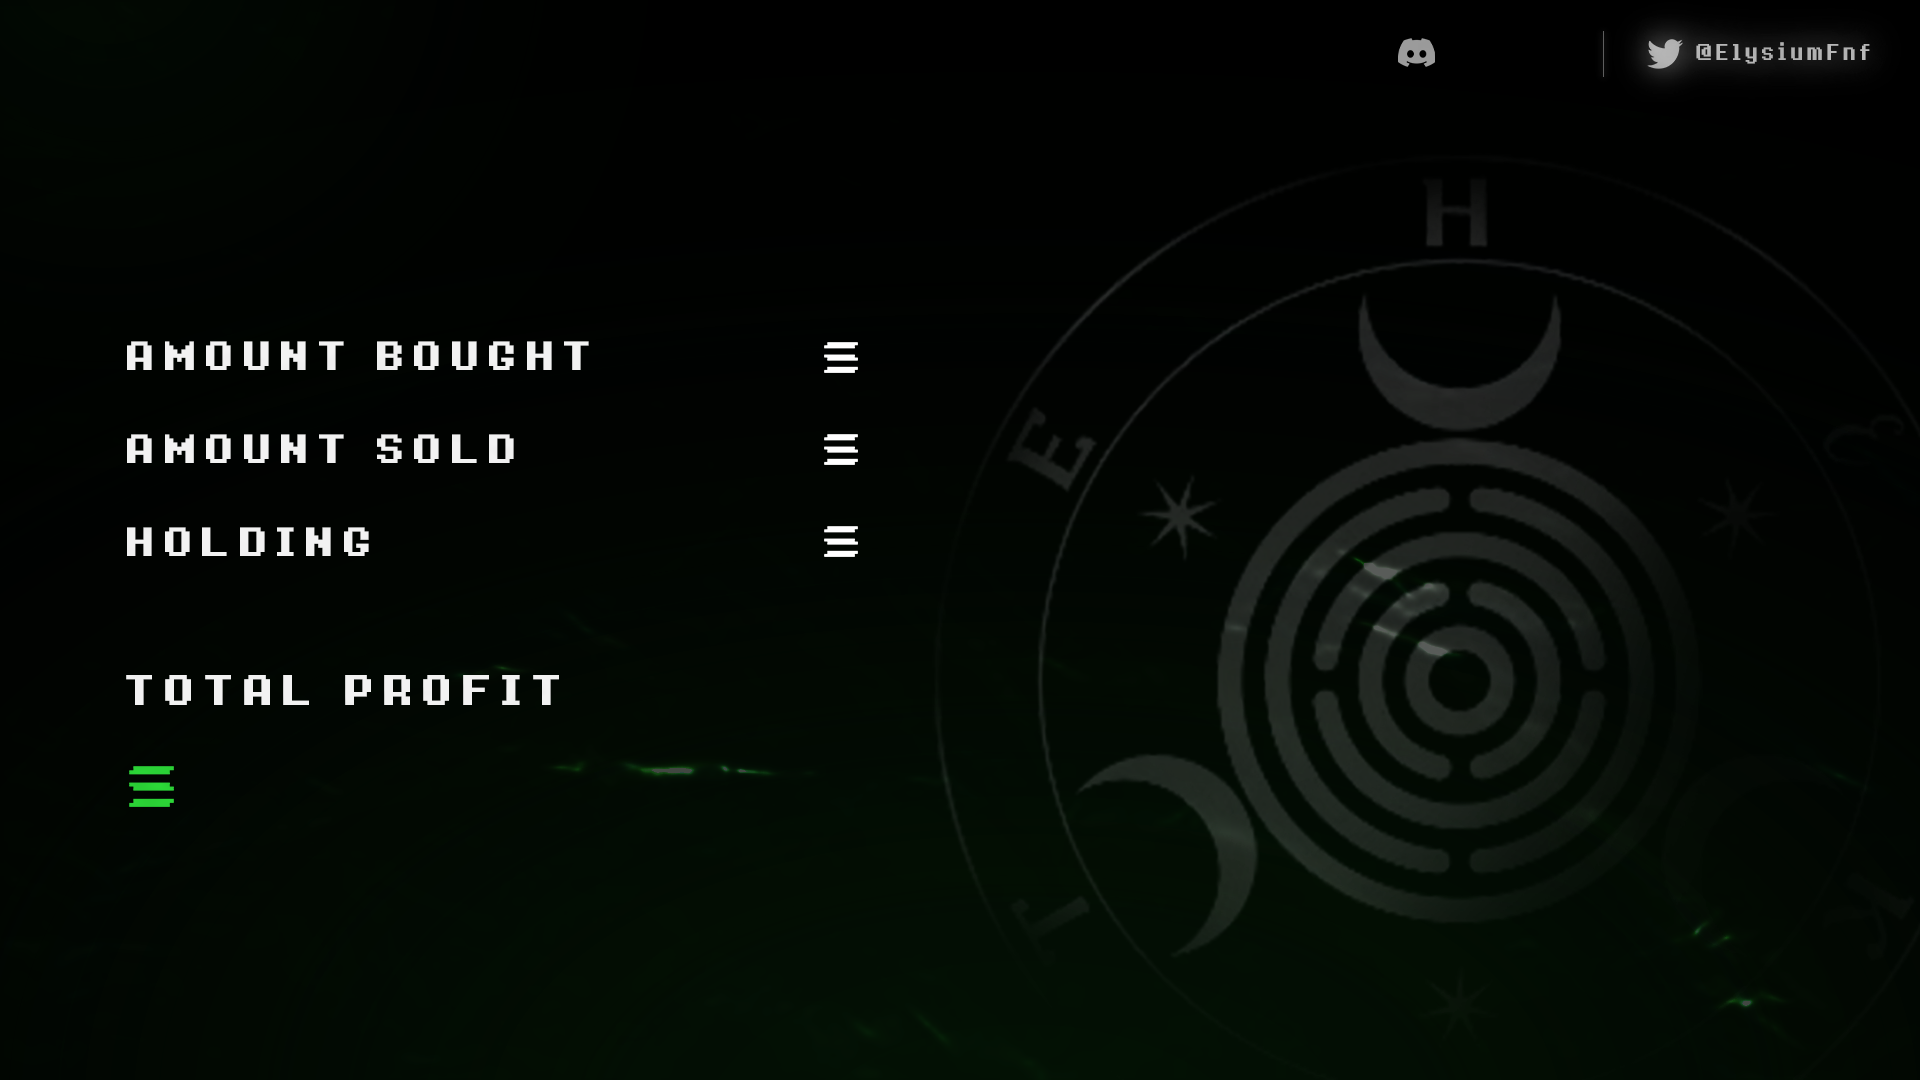 @ElysiumFnf
H
E
AMOUNT BOUGHT
AMOUNT SOLD
HOLDING
TOTAL PROFIT
T